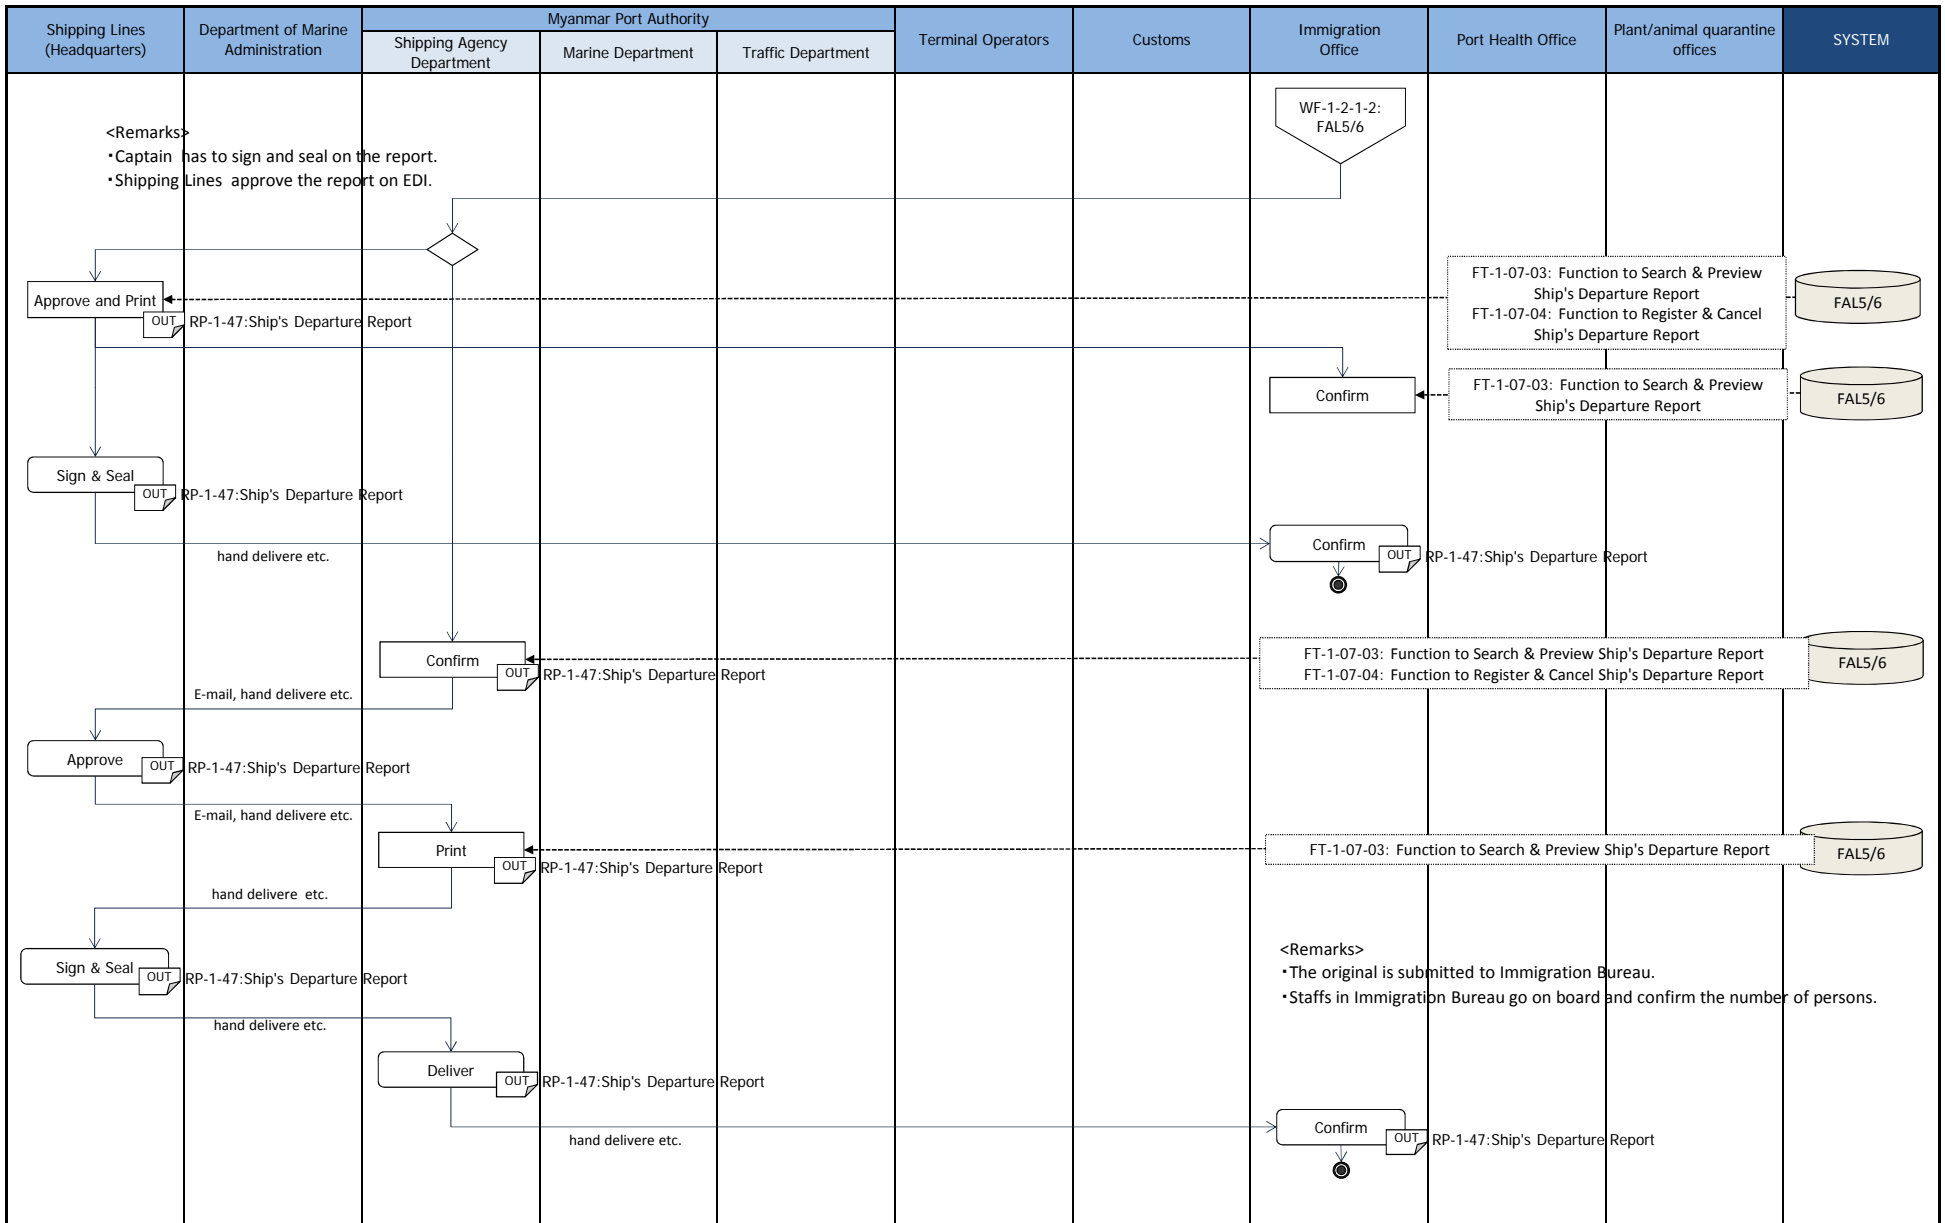 Shipping Lines
(Headquarters)
Department of Marine
Administration
Myanmar Port Authority
Shipping Agency
Department
Marine Department
Traffic Department
Terminal Operators
Customs
Immigration
Office
Port Health Office
Plant/animal quarantine
offices
SYSTEM
WF-1-2-1-2:
FAL5/6
<Remarks>
・Captain has to sign and seal on the report.
・Shipping Lines approve the report on EDI.
FT-1-07-03: Function to Search & Preview
Ship's Departure Report
FT-1-07-04: Function to Register & Cancel
Ship's Departure Report
FAL5/6
Approve and Print
OUT
RP-1-47:Ship's Departure Report
Confirm
FT-1-07-03: Function to Search & Preview
Ship's Departure Report
FAL5/6
Sign & Seal
OUT
RP-1-47:Ship's Departure Report
hand delivere etc.
Confirm
OUT
RP-1-47:Ship's Departure Report
Confirm
OUT
RP-1-47:Ship's Departure Report
FT-1-07-03: Function to Search & Preview Ship's Departure Report
FT-1-07-04: Function to Register & Cancel Ship's Departure Report
FAL5/6
E-mail, hand delivere etc.
Approve
OUT
RP-1-47:Ship's Departure Report
E-mail, hand delivere etc.
Print
OUT
RP-1-47:Ship's Departure Report
FT-1-07-03: Function to Search & Preview Ship's Departure Report
FAL5/6
hand delivere etc.
Sign & Seal
OUT
RP-1-47:Ship's Departure Report
<Remarks>
・The original is submitted to Immigration Bureau.
・Staffs in Immigration Bureau go on board and confirm the number of persons.
hand delivere etc.
Deliver
OUT
RP-1-47:Ship's Departure Report
hand delivere etc.
Confirm
OUT
RP-1-47:Ship's Departure Report